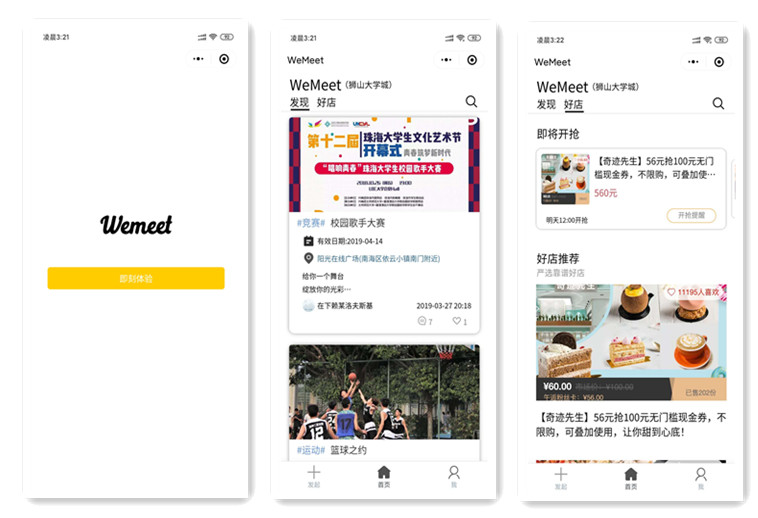 凌晨3:21
92
Wemeet
即刻体验
凌晨3:21
92
WeMeet
WeMeet（狮山大学城）
发现 好店
第十二届 珠海大学生文化艺术节
开幕式 青春筑梦新时代
“唱响青春”珠海大学生校园歌手大赛
#竞赛# 校园歌手大赛
有效日期:2019-04-14
阳光在线广场(南海区依云小镇南门附近)
给你一个舞台
绽放你的光彩…
在下赖某洛夫斯基 2019-03-27 20:18
7 1
#运动# 篮球之约
发起 首页 我
凌晨3:22
92
WeMeet
WeMeet（狮山大学城）
发现 好店
即将开抢
【奇迹先生】56元抢100元无门
槛现金券，不限购，可叠加使…
560元
明天12:00开抢
开抢提醒
好店推荐
严选靠谱好店
11195人喜欢
¥60.00 市场价：¥100.00
午道粉丝卡：¥56.00
已售202份
【奇迹先生】56元抢100元无门槛现金券，不
限购，可叠加使用，让你甜到心底！
发起 首页 我